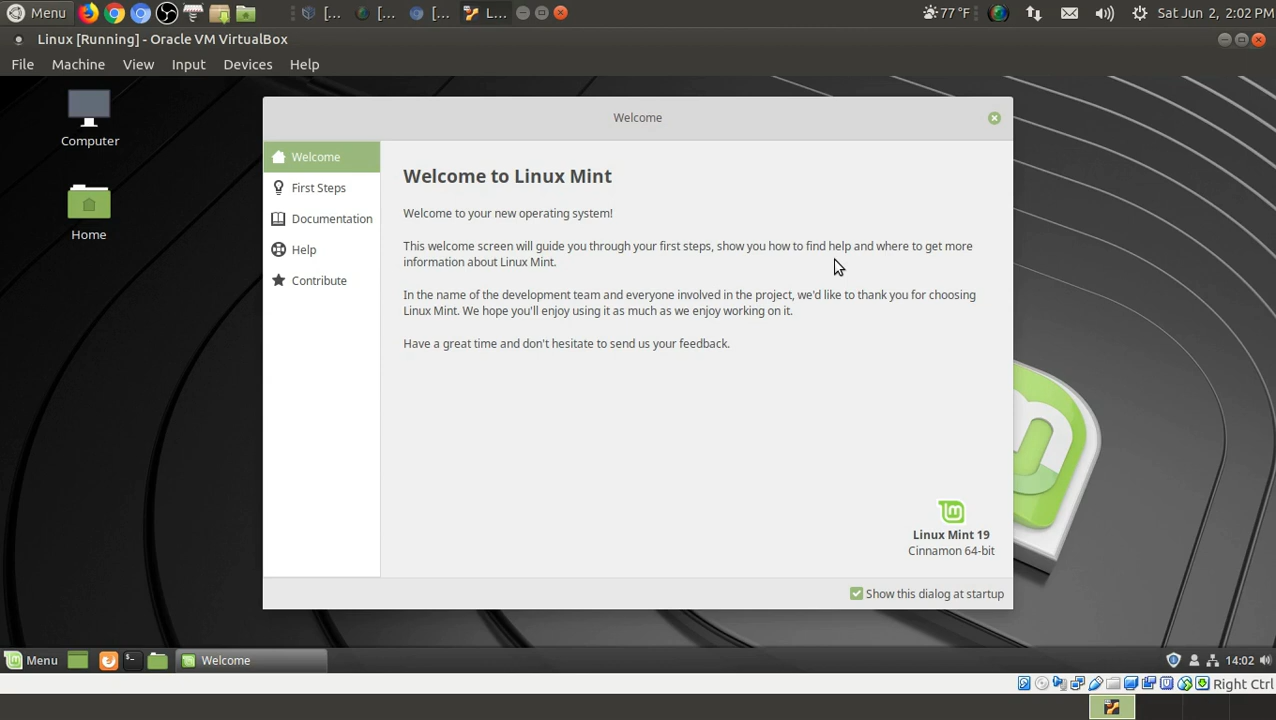 Menu
[...
[...
[...
L...
77 °F
Sat Jun 2, 2:02 PM
Linux [Running] - Oracle VM VirtualBox
File Machine View Input Devices Help
Computer
Home
Welcome
Welcome
First Steps
Documentation
Help
Contribute
Welcome to Linux Mint
Welcome to your new operating system!
This welcome screen will guide you through your first steps, show you how to find help and where to get more
information about Linux Mint.
In the name of the development team and everyone involved in the project, we'd like to thank you for choosing
Linux Mint. We hope you'll enjoy using it as much as we enjoy working on it.
Have a great time and don't hesitate to send us your feedback.
Linux Mint 19
Cinnamon 64-bit
Show this dialog at startup
Menu
Welcome
14:02
Right Ctrl